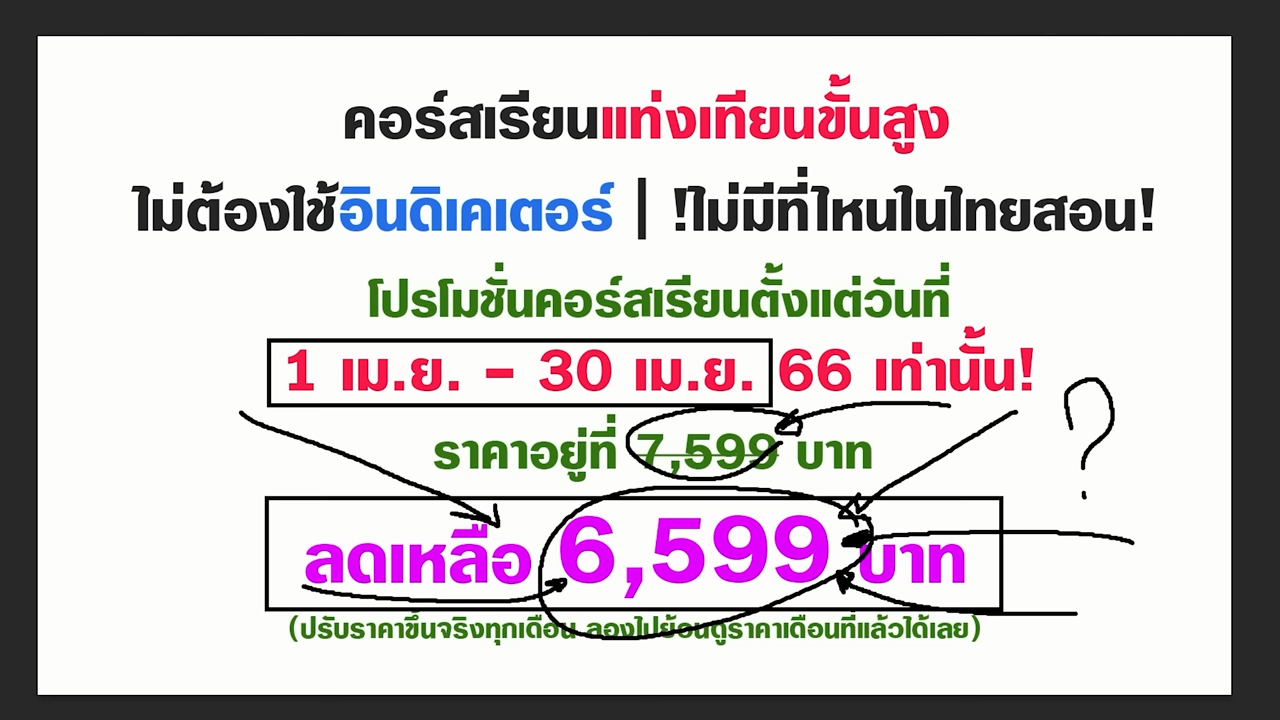 คอร์สเรียนแท่งเทียนขั้นสูง
ไม่ต้องใช้อินดิเคเตอร์ | !ไม่มีที่ไหนในไทยสอน!
โปรโมชั่นคอร์สเรียนตั้งแต่วันที่
1 เม.ย. - 30 เม.ย. 66 เท่านั้น!
?
ราคาอยู่ที่ 7,599 บาท
ลดเหลือ 6,599 บาท
(ปรับราคาขึ้นจริงทุกเดือน ลองไปย้อนดูราคาเดือนที่แล้วได้เลย)